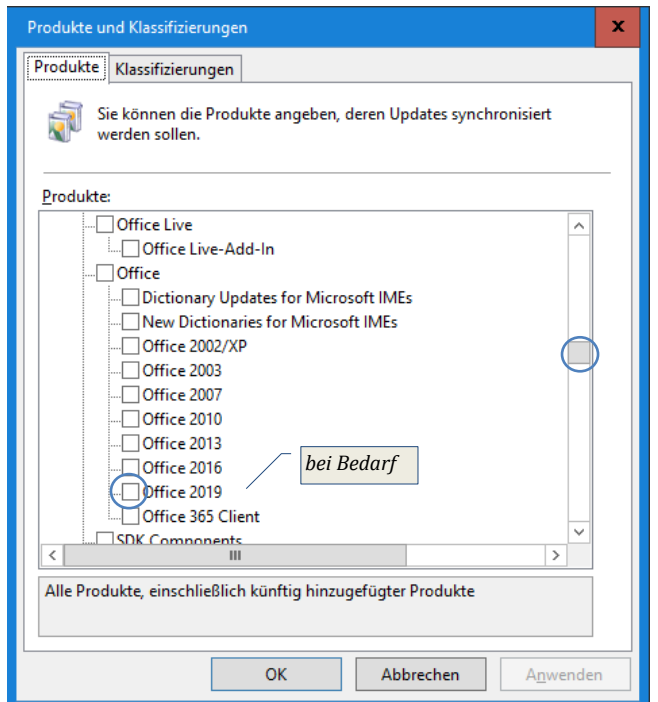 Produkte und Klassifizierungen
x
Produkte
Klassifizierungen
Sie können die Produkte angeben, deren Updates synchronisiert
werden sollen.
Produkte:
Office Live
Office Live-Add-In
Office
Dictionary Updates for Microsoft IMEs
New Dictionaries for Microsoft IMEs
Office 2002/XP
Office 2003
Office 2007
Office 2010
Office 2013
Office 2016
bei Bedarf
Office 2019
Office 365 Client
SDK Components
Alle Produkte, einschließlich künftig hinzugefügter Produkte
OK
Abbrechen
Anwenden